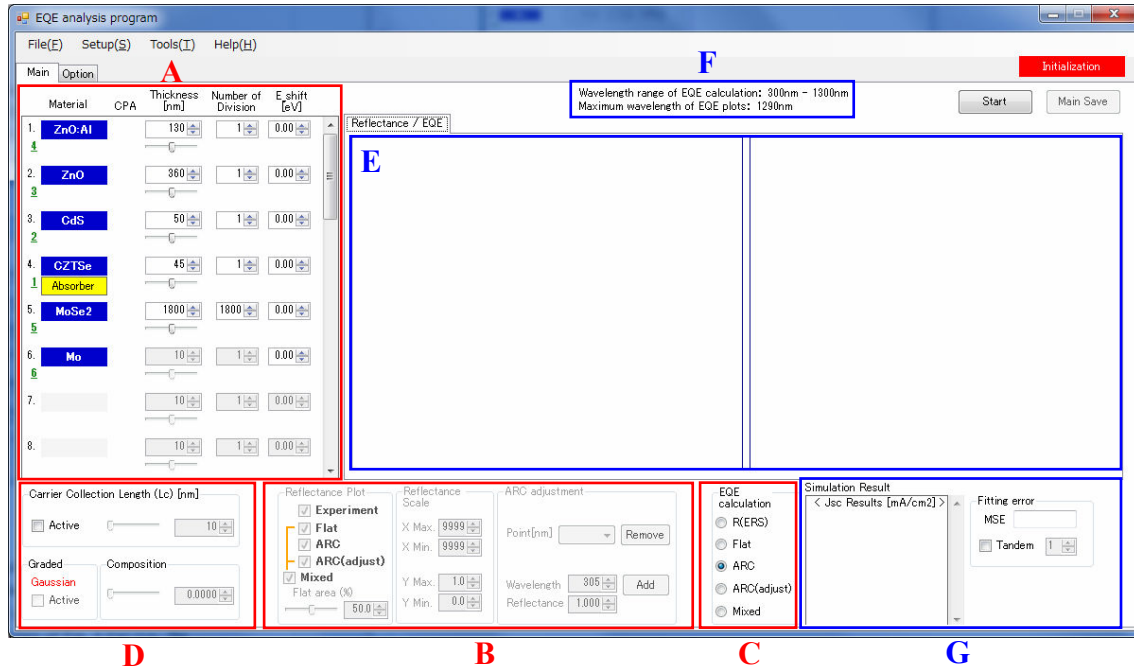 EQE analysis program
File(F) Setup(S) Tools(T) Help(H)
Main Option
A
F
Initialization
Wavelength range of EQE calculation: 300nm - 1300nm
Maximum wavelength of EQE plots: 1290nm
Start Main Save
Material CPA Thickness [nm] Number of Division E_shift [eV]
Reflectance / EQE
E
1. ZnO:Al 130 1 0.00
4
2. ZnO 360 1 0.00
3
3. CdS 50 1 0.00
2
4. CZTSe 45 1 0.00
1 Absorber
5. MoSe2 1800 1800 0.00
5
6. Mo 10 1 0.00
6
7. 10 1 0.00
8. 10 1 0.00
Carrier Collection Length (Lc) [nm]
Active 10
Graded
Gaussian
Active
Composition
0.0000
D
Reflectance Plot
Experiment
Flat
ARC
ARC(adjust)
Mixed
Flat area (%)
50.0
Reflectance Scale
X Max. 9999
X Min. 9999
Y Max. 1.0
Y Min. 0.0
ARC adjustment
Point[nm] Remove
Wavelength 305 Add
Reflectance 1.000
B
EQE calculation
R(ERS)
Flat
ARC
ARC(adjust)
Mixed
C
Simulation Result
< Jsc Results [mA/cm2] >
Fitting error
MSE
Tandem 1
G